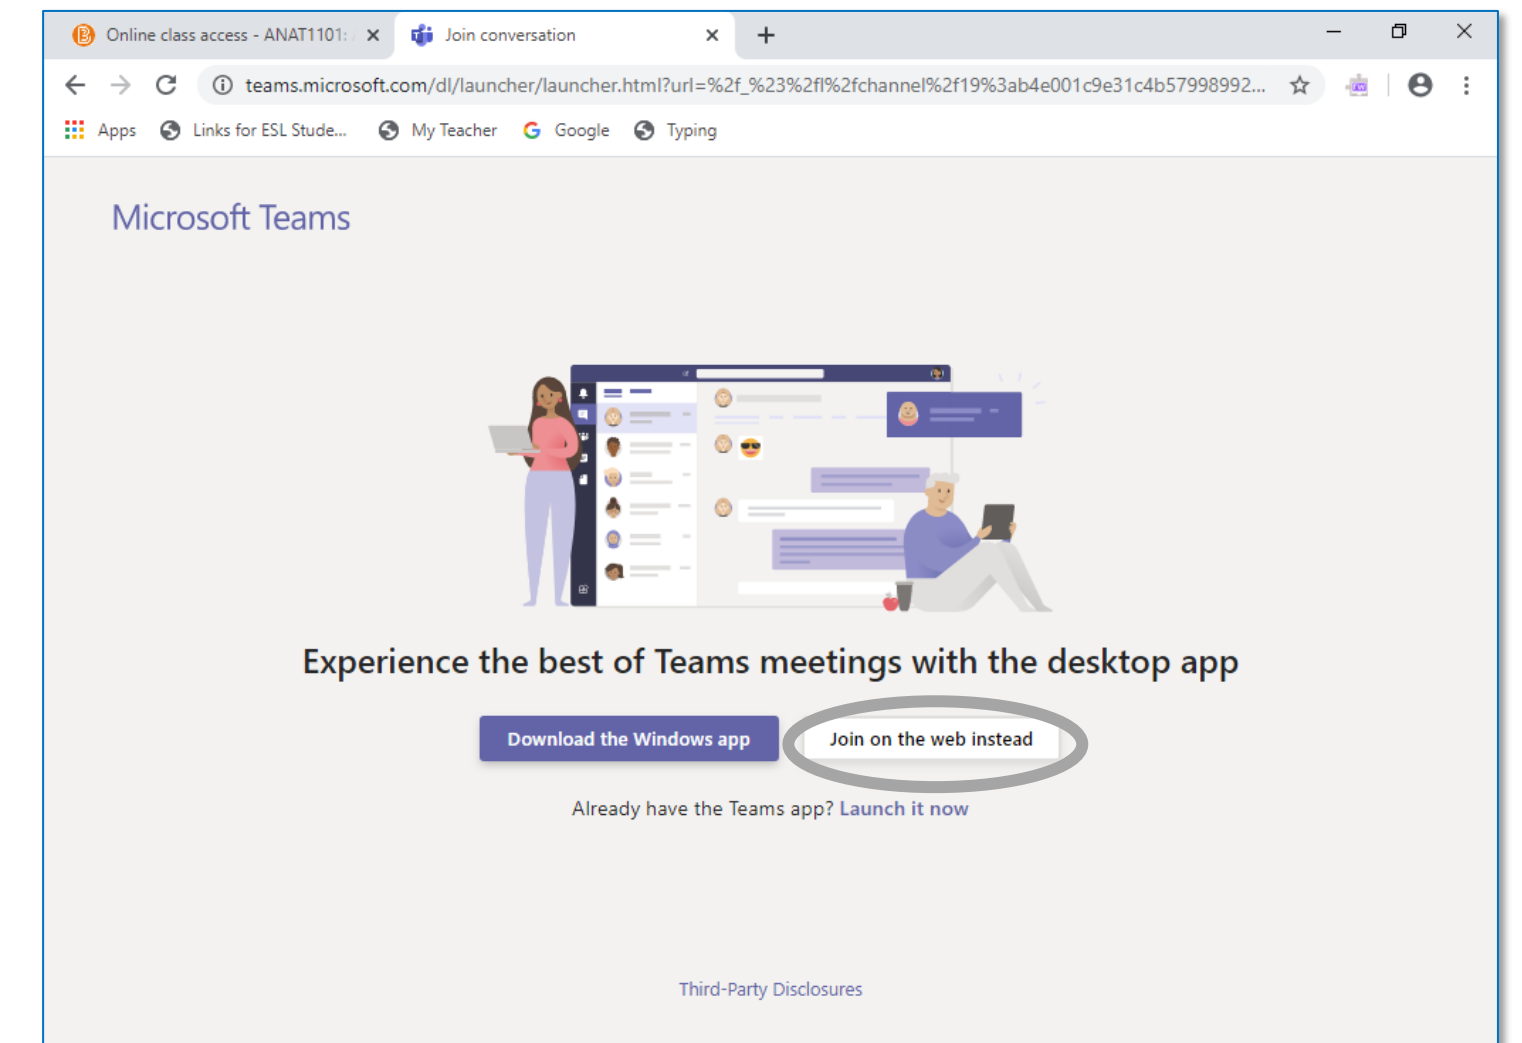 Online class access - ANAT1101:
Join conversation
teams.microsoft.com/dl/launcher/launcher.html?url=%2f_%23%2fl%2fchannel%2f19%3ab4e001c9e31c4b57998992...
Apps Links for ESL Stude... My Teacher Google Typing
Microsoft Teams
Experience the best of Teams meetings with the desktop app
Download the Windows app
Join on the web instead
Already have the Teams app? Launch it now
Third-Party Disclosures